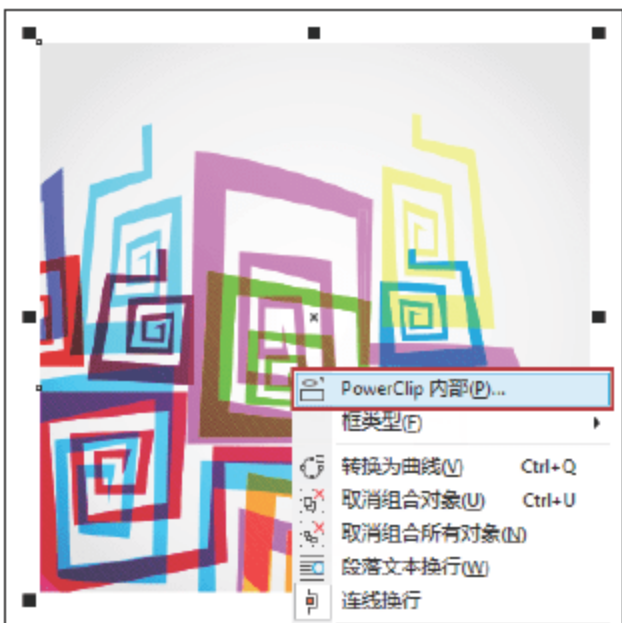 PowerClip 内部(P)...
框类型(F)
转换为曲线(V) Ctrl+Q
取消组合对象(U) Ctrl+U
取消组合所有对象(N)
段落文本换行(W)
连线换行